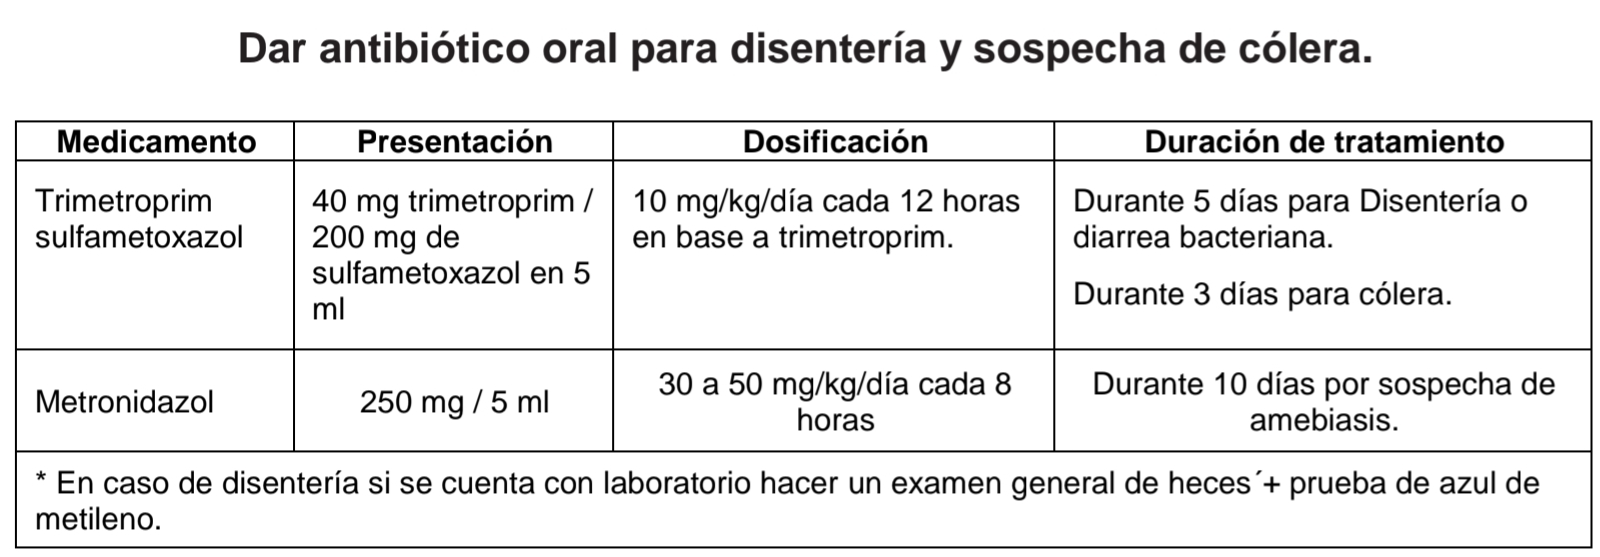 Dar antibiótico oral para disentería y sospecha de cólera.
Medicamento
Presentación
Dosificación
Duración de tratamiento
Trimetroprim
sulfametoxazol
40 mg trimetroprim /
200 mg de
sulfametoxazol en 5
ml
10 mg/kg/día cada 12 horas
en base a trimetroprim.
Durante 5 días para Disentería o
diarrea bacteriana.
Durante 3 días para cólera.
Metronidazol
250 mg / 5 ml
30 a 50 mg/kg/día cada 8
horas
Durante 10 días por sospecha de
amebiasis.
* En caso de disentería si se cuenta con laboratorio hacer un examen general de heces´+ prueba de azul de
metileno.